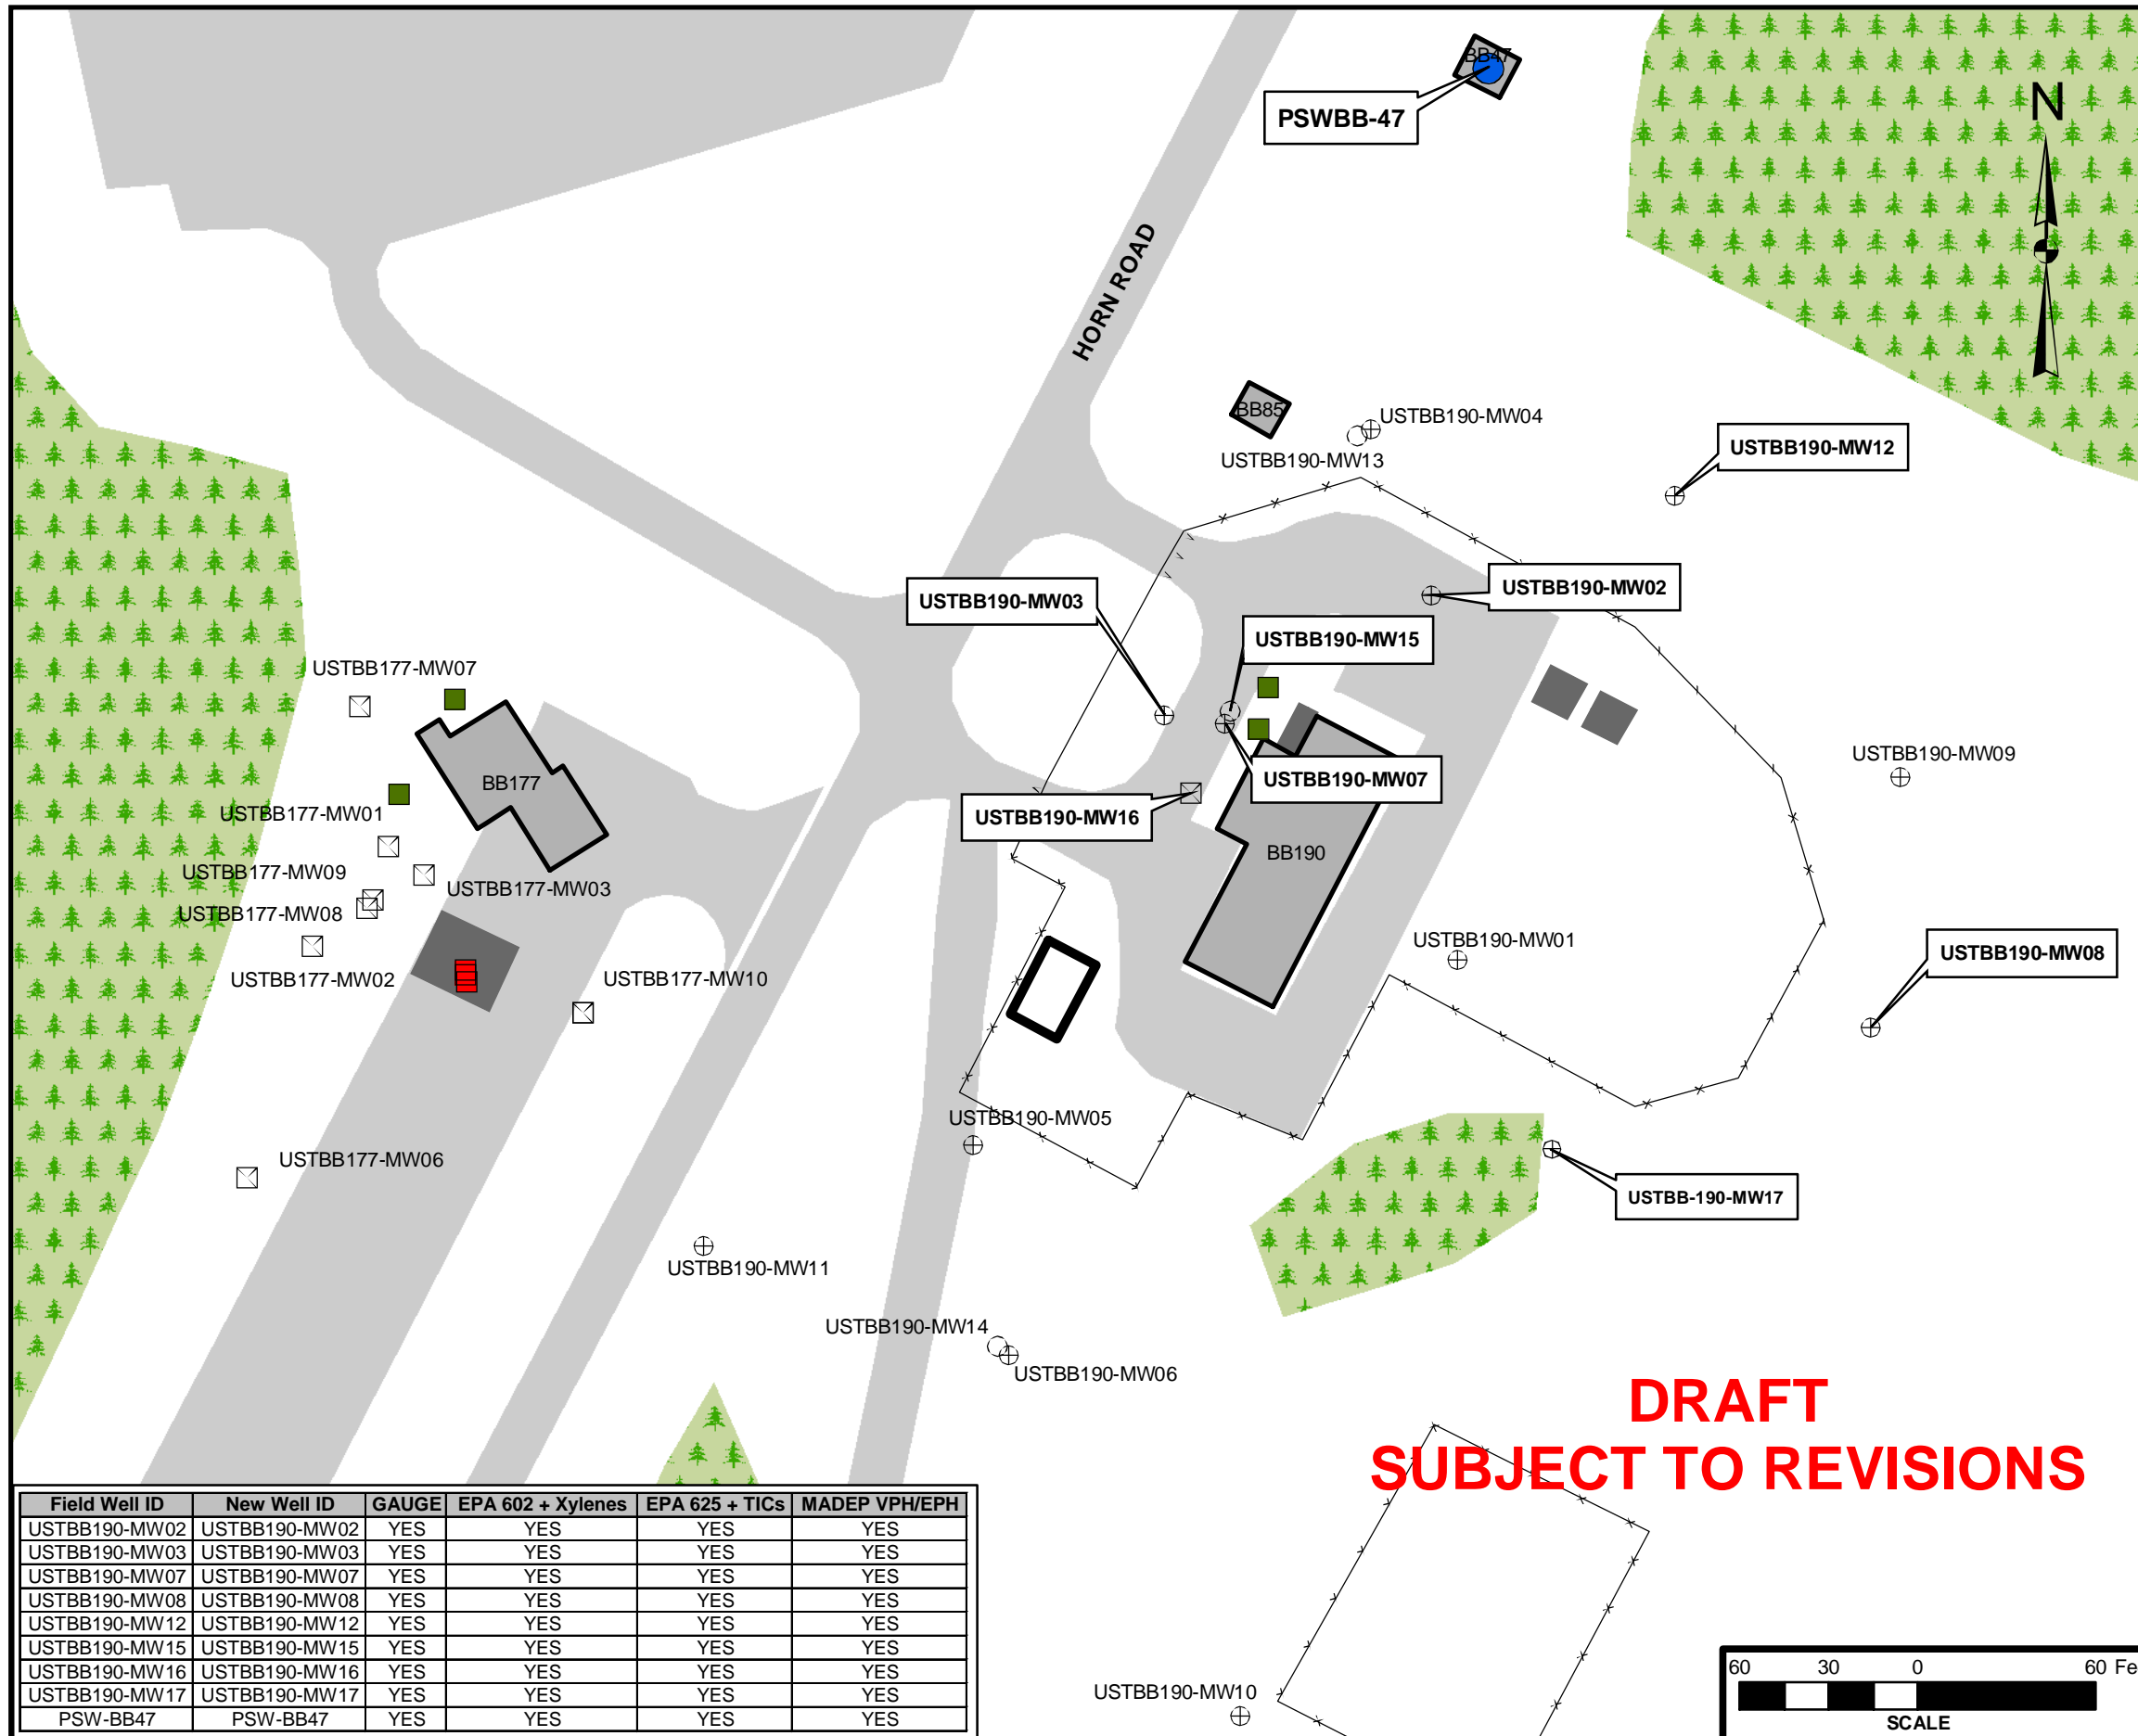 BB47
PSWBB-47
N
HORN ROAD
BB85
USTBB190-MW04
USTBB190-MW13
USTBB190-MW12
USTBB190-MW03
USTBB190-MW02
USTBB190-MW15
USTBB177-MW07
BB177
USTBB190-MW09
USTBB190-MW07
USTBB190-MW16
USTBB177-MW01
BB190
USTBB177-MW09
USTBB177-MW03
USTBB177-MW08
USTBB190-MW01
USTBB190-MW08
USTBB177-MW02
USTBB177-MW10
USTBB190-MW05
USTBB177-MW06
USTBB-190-MW17
USTBB190-MW11
USTBB190-MW14
USTBB190-MW06
DRAFT
SUBJECT TO REVISIONS
Field Well ID New Well ID GAUGE EPA 602 + Xylenes EPA 625 + TICs MADEP VPH/EPH
USTBB190-MW02 USTBB190-MW02 YES YES YES YES
USTBB190-MW03 USTBB190-MW03 YES YES YES YES
USTBB190-MW07 USTBB190-MW07 YES YES YES YES
USTBB190-MW08 USTBB190-MW08 YES YES YES YES
USTBB190-MW12 USTBB190-MW12 YES YES YES YES
USTBB190-MW15 USTBB190-MW15 YES YES YES YES
USTBB190-MW16 USTBB190-MW16 YES YES YES YES
USTBB190-MW17 USTBB190-MW17 YES YES YES YES
PSW-BB47 PSW-BB47 YES YES YES YES
USTBB190-MW10
60 30 0 60 Fe
SCALE